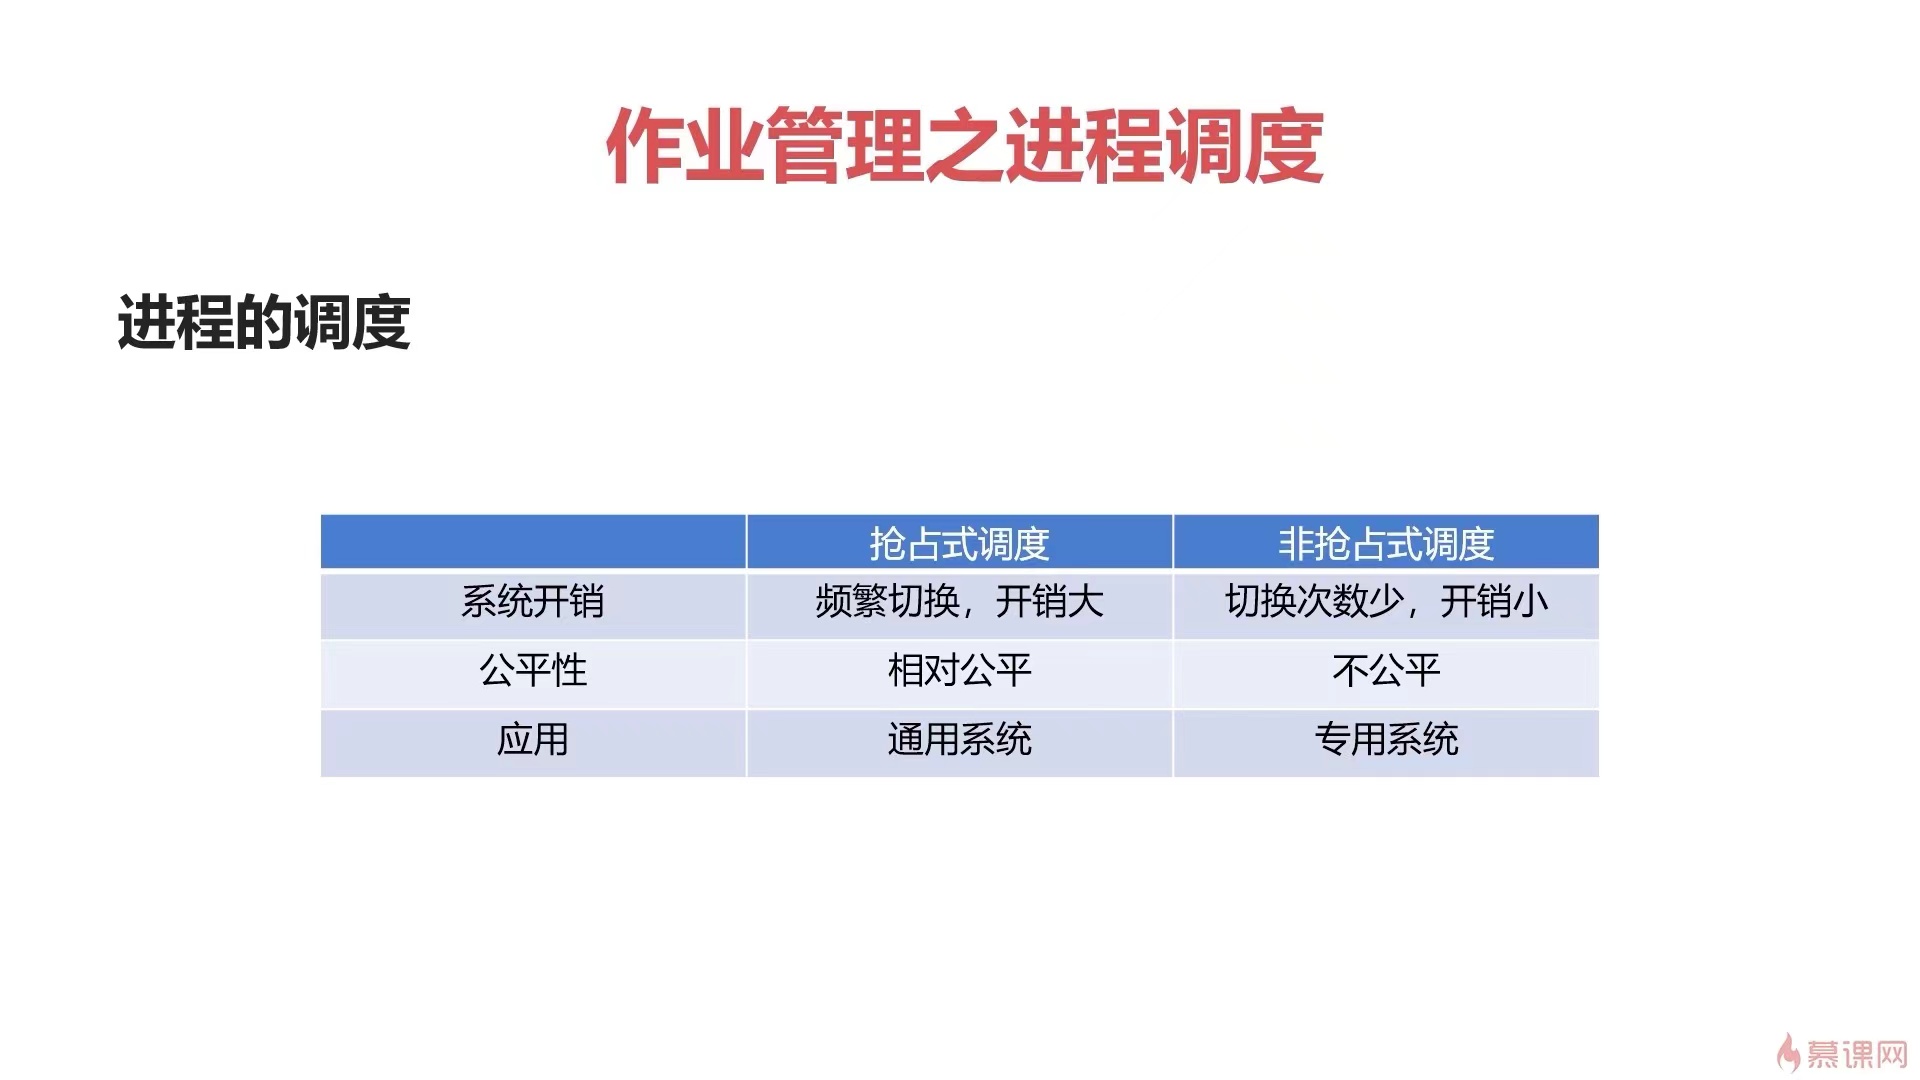 作业管理之进程调度
进程的调度
抢占式调度 非抢占式调度
系统开销 频繁切换，开销大 切换次数少，开销小
公平性 相对公平 不公平
应用 通用系统 专用系统
慕课网